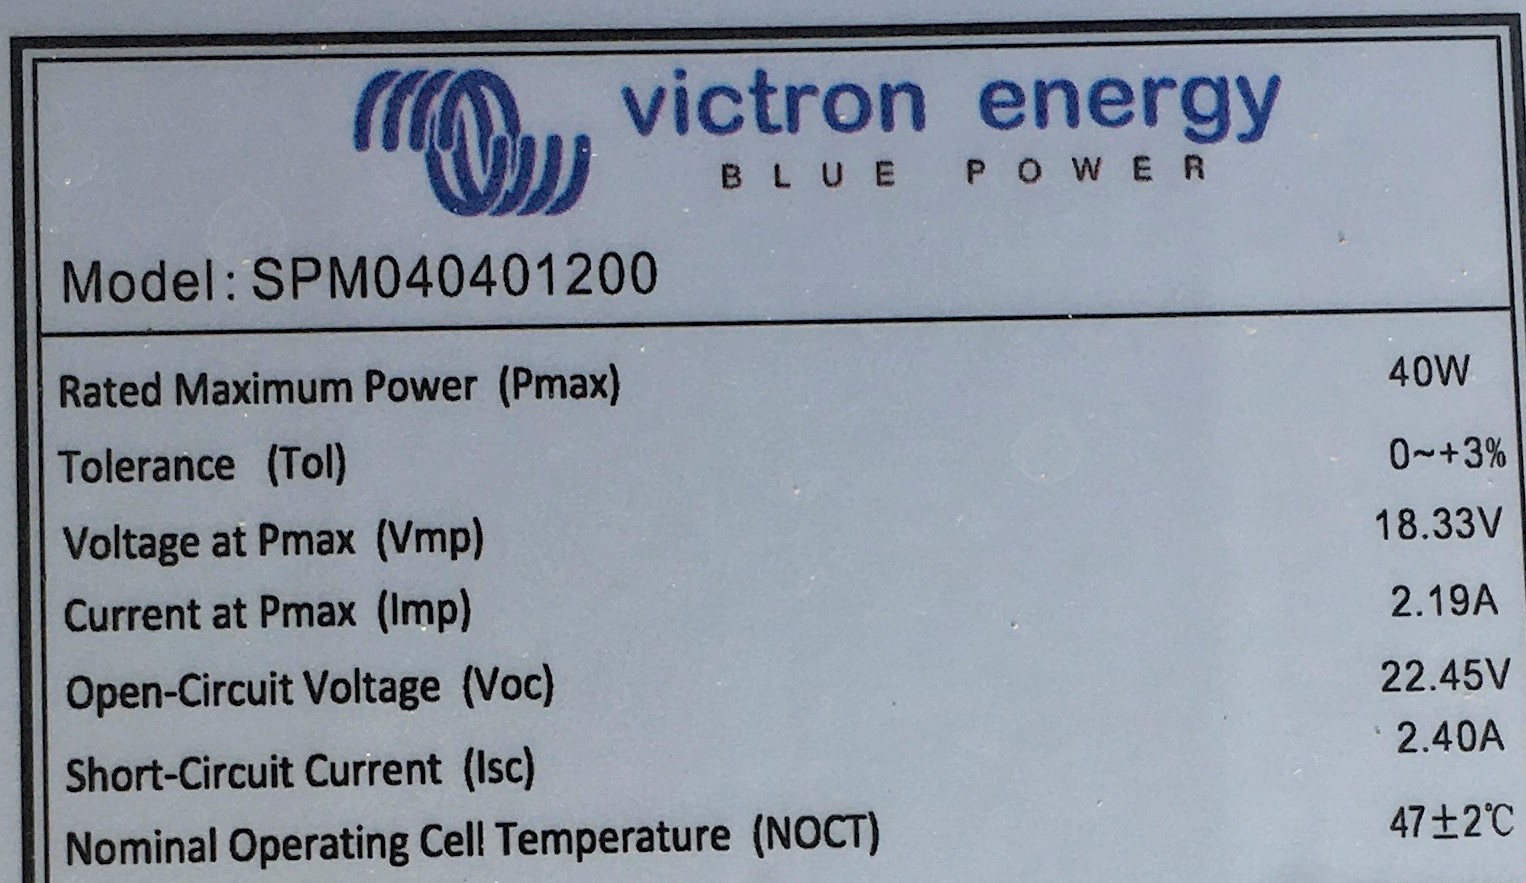 victron energy
BLUE POWER
Model: SPM040401200
Rated Maximum Power (Pmax) 40W
Tolerance (Tol) 0~+3%
Voltage at Pmax (Vmp) 18.33V
Current at Pmax (Imp) 2.19A
Open-Circuit Voltage (Voc) 22.45V
Short-Circuit Current (Isc) 2.40A
Nominal Operating Cell Temperature (NOCT) 47±2℃